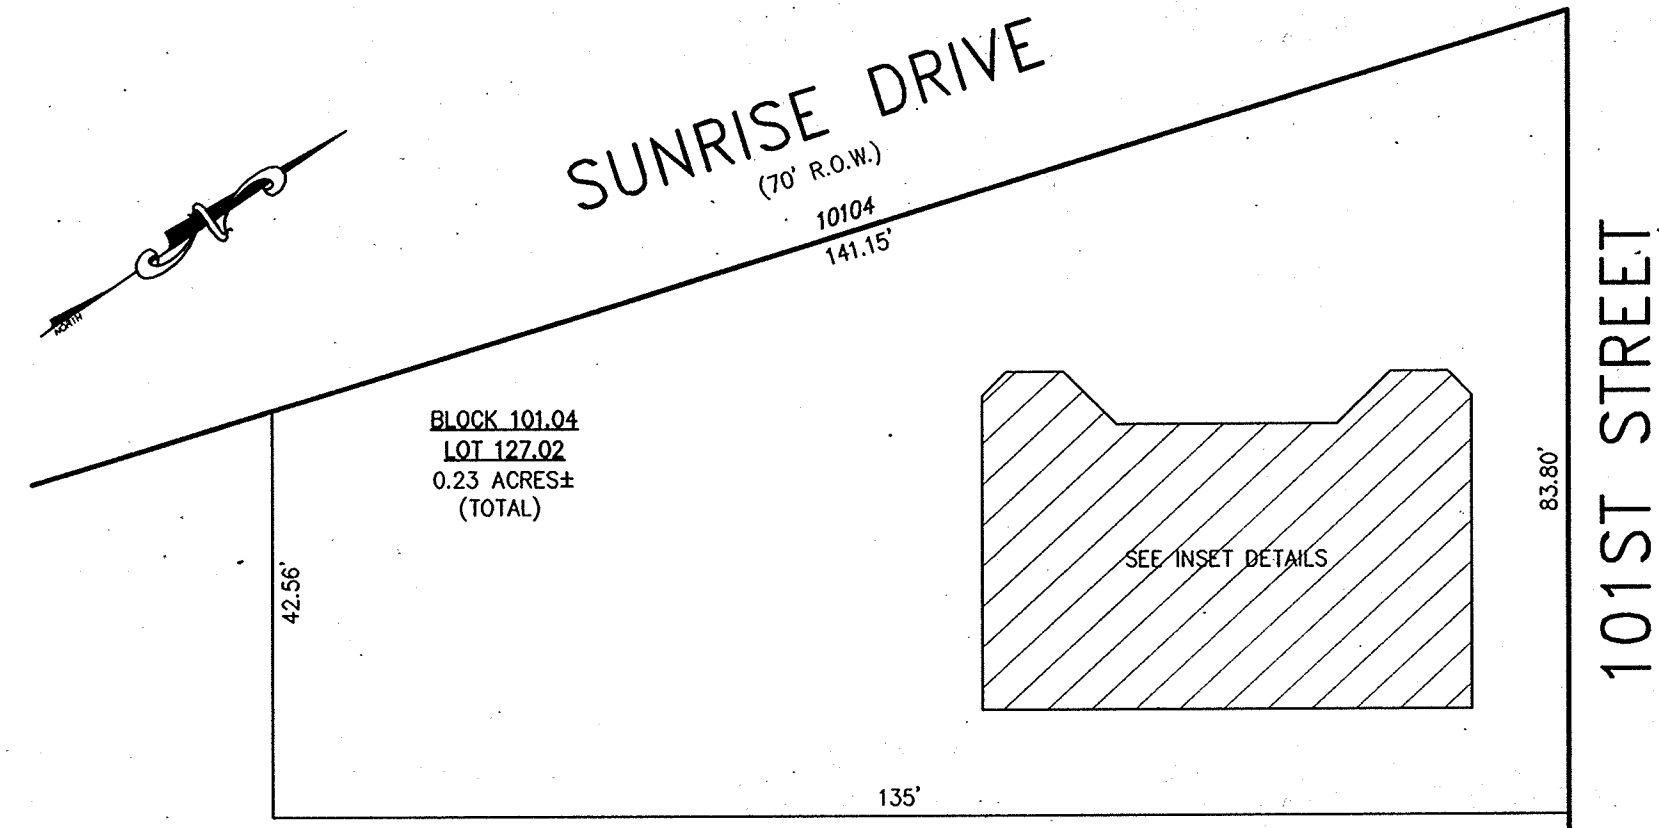 SUNRISE DRIVE
(70' R.O.W.)
10104
141.15'
NORTH
BLOCK 101.04
LOT 127.02
0.23 ACRES±
(TOTAL)
42.56'
SEE INSET DETAILS
83.80'
101ST STREET
135'